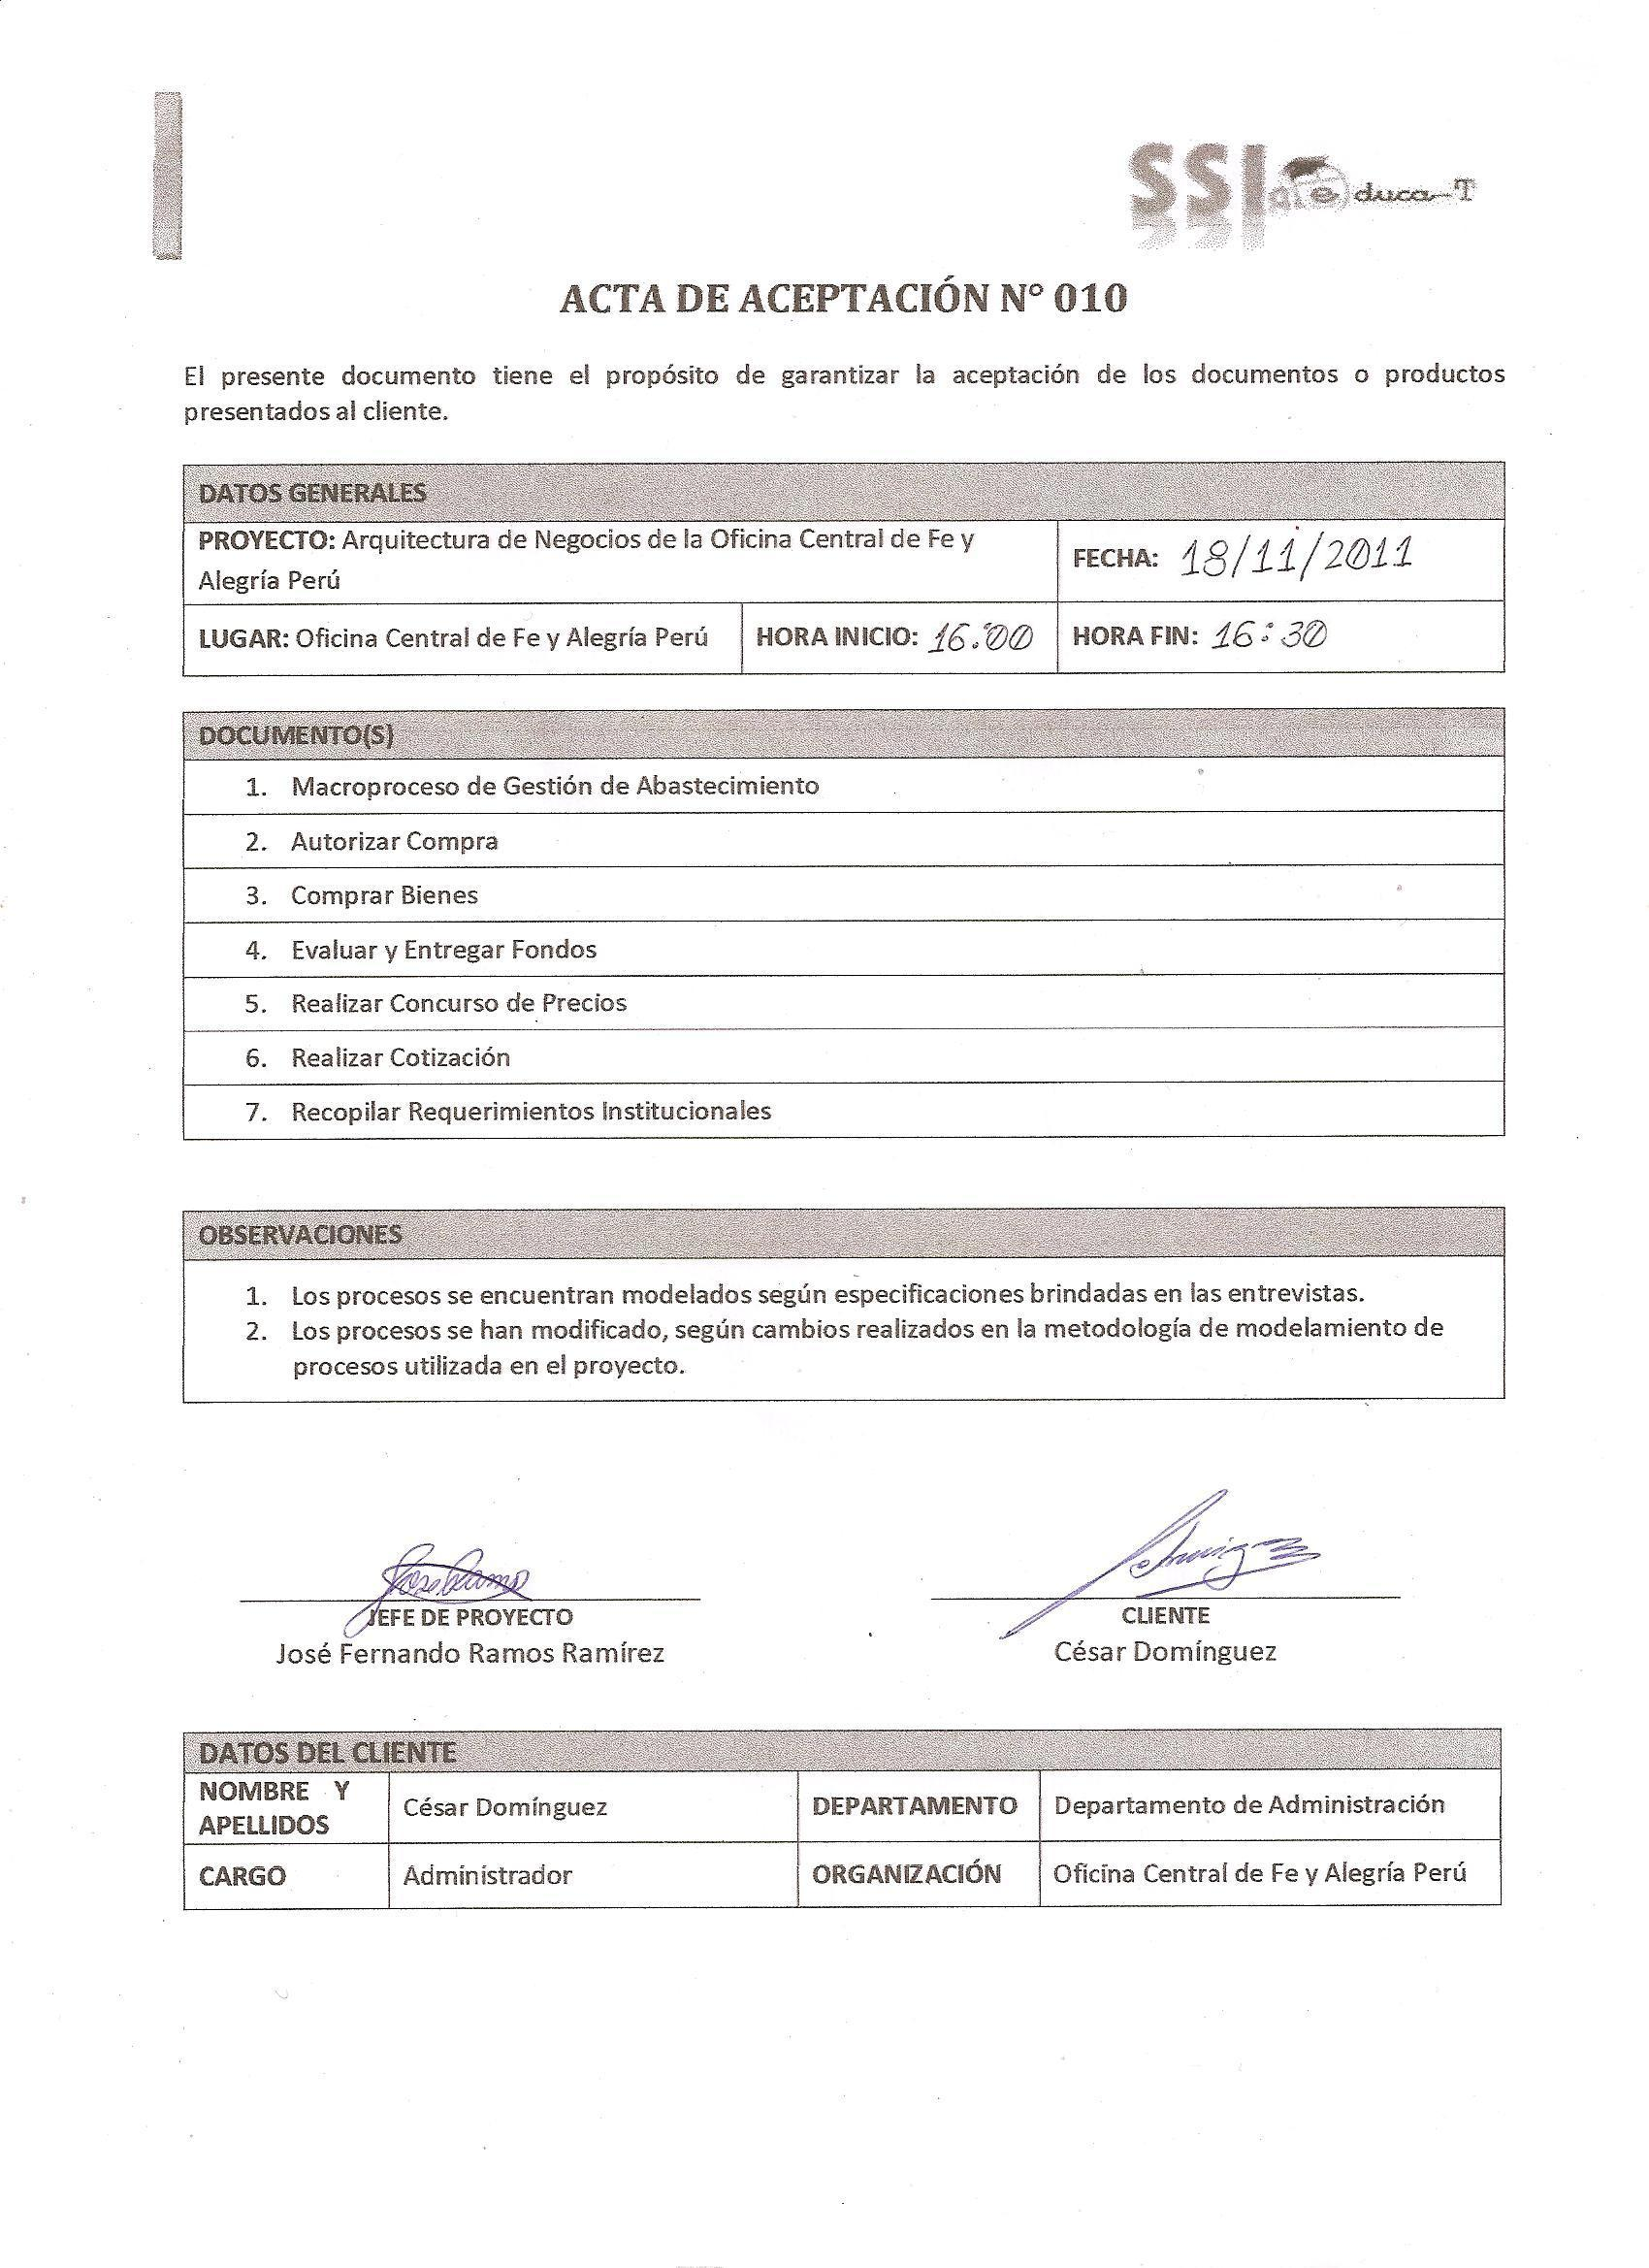 SSI educa-T
ACTA DE ACEPTACIÓN N° 010
El presente documento tiene el propósito de garantizar la aceptación de los documentos o productos
presentados al cliente.
DATOS GENERALES
PROYECTO: Arquitectura de Negocios de la Oficina Central de Fe y
Alegría Perú
FECHA: 18/11/2011
LUGAR: Oficina Central de Fe y Alegría Perú
HORA INICIO: 16:00
HORA FIN: 16:30
DOCUMENTO(S)
1. Macroproceso de Gestión de Abastecimiento
2. Autorizar Compra
3. Comprar Bienes
4. Evaluar y Entregar Fondos
5. Realizar Concurso de Precios
6. Realizar Cotización
7. Recopilar Requerimientos Institucionales
OBSERVACIONES
1. Los procesos se encuentran modelados según especificaciones brindadas en las entrevistas.
2. Los procesos se han modificado, según cambios realizados en la metodología de modelamiento de
procesos utilizada en el proyecto.
JEFE DE PROYECTO
José Fernando Ramos Ramírez
CLIENTE
César Domínguez
DATOS DEL CLIENTE
NOMBRE Y
APELLIDOS
César Domínguez
DEPARTAMENTO
Departamento de Administración
CARGO
Administrador
ORGANIZACIÓN
Oficina Central de Fe y Alegría Perú